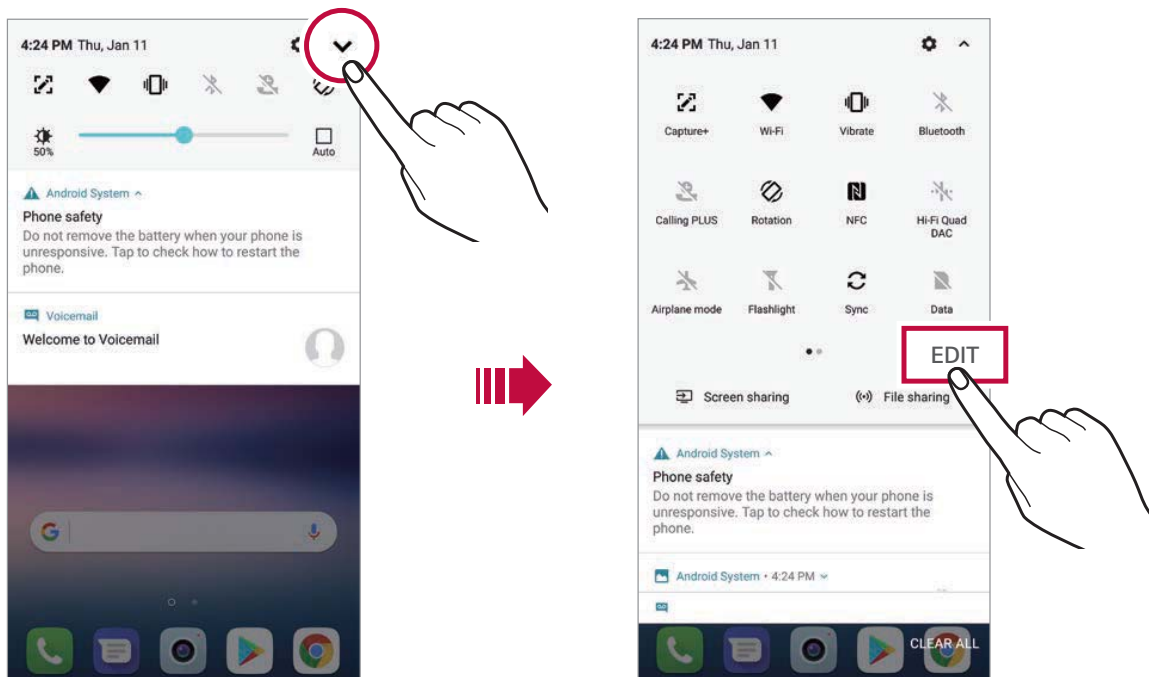 4:24 PM Thu, Jan 11
50%
Auto
Android System
Phone safety
Do not remove the battery when your phone is
unresponsive. Tap to check how to restart the
phone.
Voicemail
Welcome to Voicemail
G
4:24 PM Thu, Jan 11
Capture+ Wi-Fi Vibrate Bluetooth
N
Calling PLUS Rotation NFC Hi-Fi Quad
DAC
Airplane mode Flashlight Sync Data
EDIT
Screen sharing File sharing
Android System
Phone safety
Do not remove the battery when your phone is
unresponsive. Tap to check how to restart the
phone.
Android System • 4:24 PM
CLEAR ALL